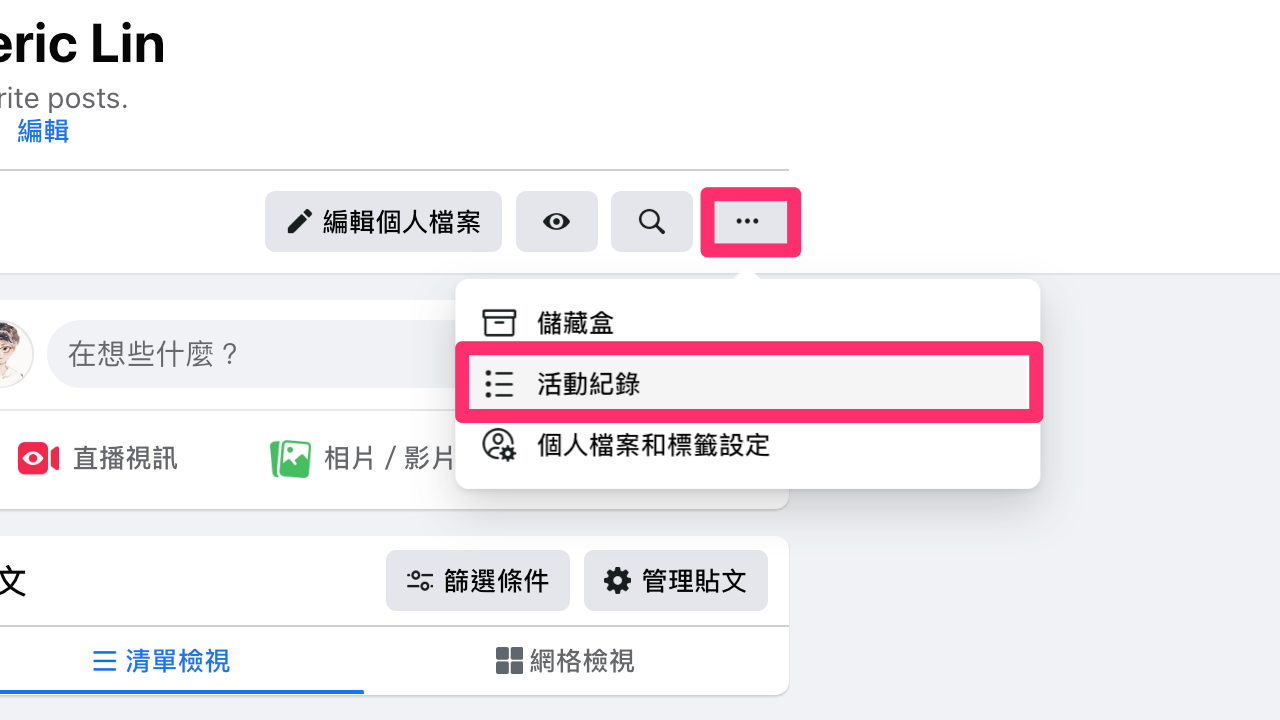 eric Lin
rite posts.
編輯
編輯個人檔案
儲藏盒
在想些什麼？
活動紀錄
個人檔案和標籤設定
直播視訊
相片 / 影片
文
篩選條件
管理貼文
清單檢視
網格檢視